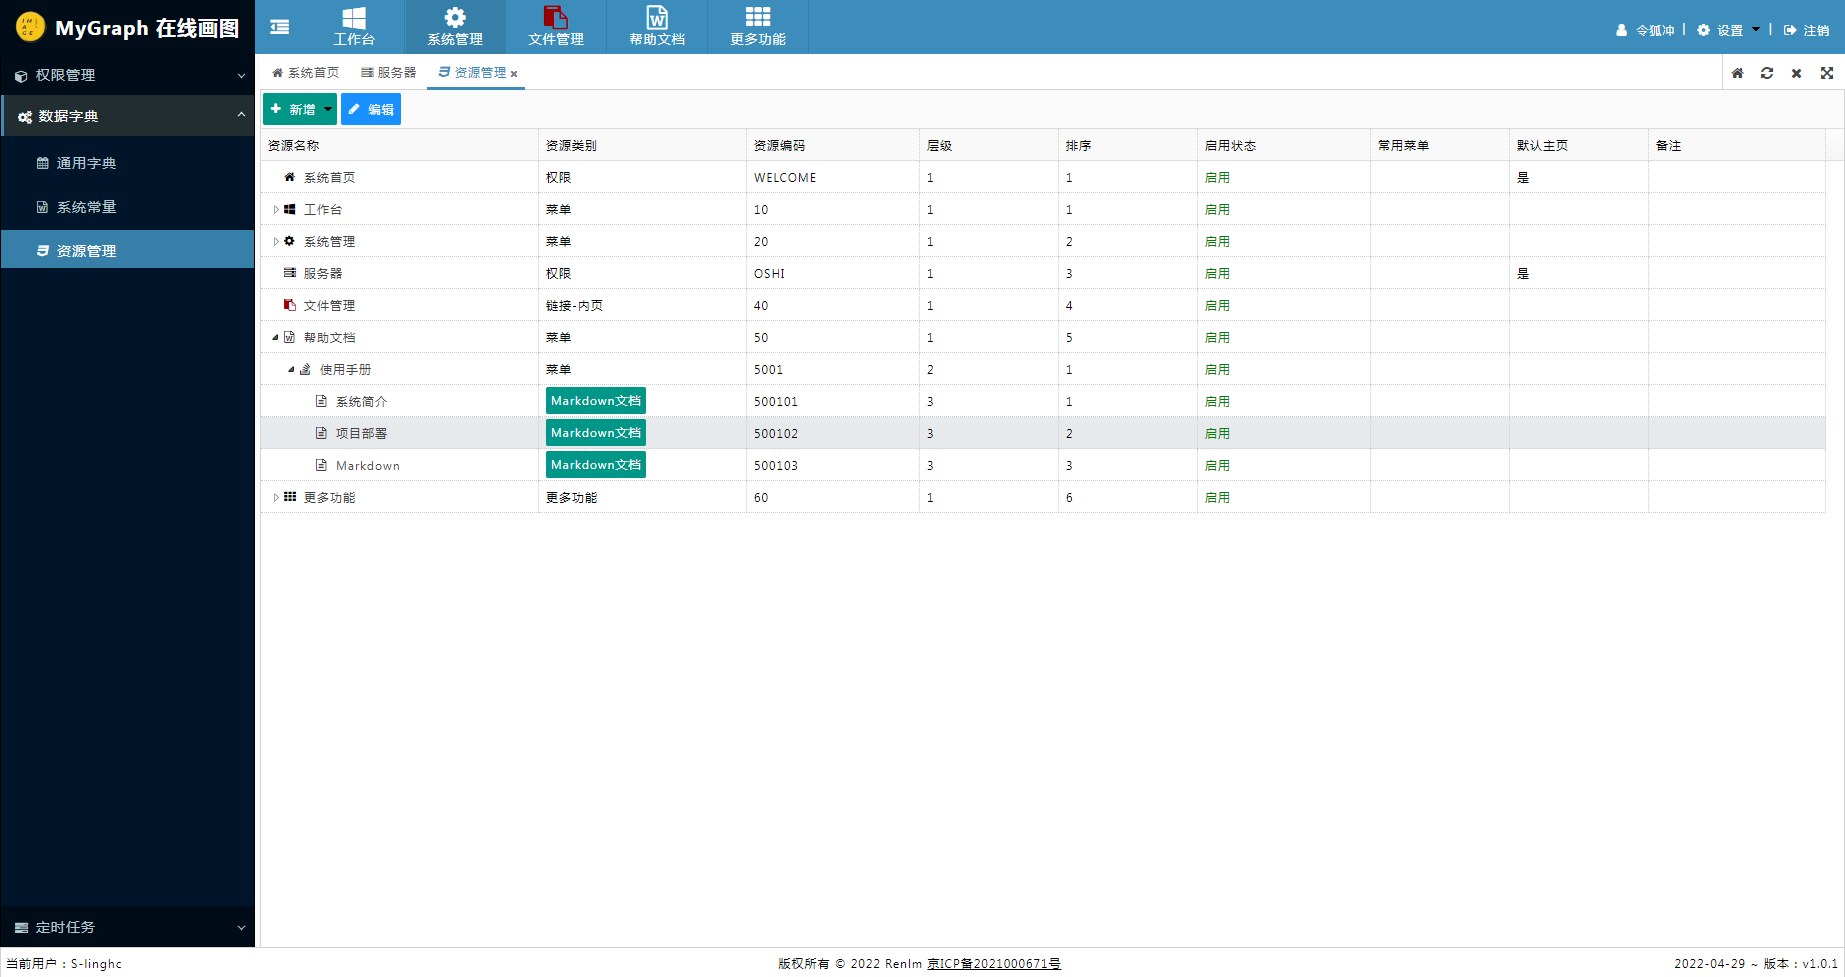 MyGraph 在线画图
工作台
系统管理
文件管理
帮助文档
更多功能
令狐冲
设置
注销
权限管理
数据字典
通用字典
系统常量
资源管理
定时任务
系统首页
服务器
资源管理
新增
编辑
资源名称 资源类别 资源编码 层级 排序 启用状态 常用菜单 默认主页 备注
系统首页 权限 WELCOME 1 1 启用 是
工作台 菜单 10 1 1 启用
系统管理 菜单 20 1 2 启用
服务器 权限 OSHI 1 3 启用 是
文件管理 链接-内页 40 1 4 启用
帮助文档 菜单 50 1 5 启用
使用手册 菜单 5001 2 1 启用
系统简介 Markdown文档 500101 3 1 启用
项目部署 Markdown文档 500102 3 2 启用
Markdown Markdown文档 500103 3 3 启用
更多功能 更多功能 60 1 6 启用
当前用户：S-linghc
版权所有 © 2022 Renlm 京ICP备2021000671号
2022-04-29 ~ 版本：v1.0.1